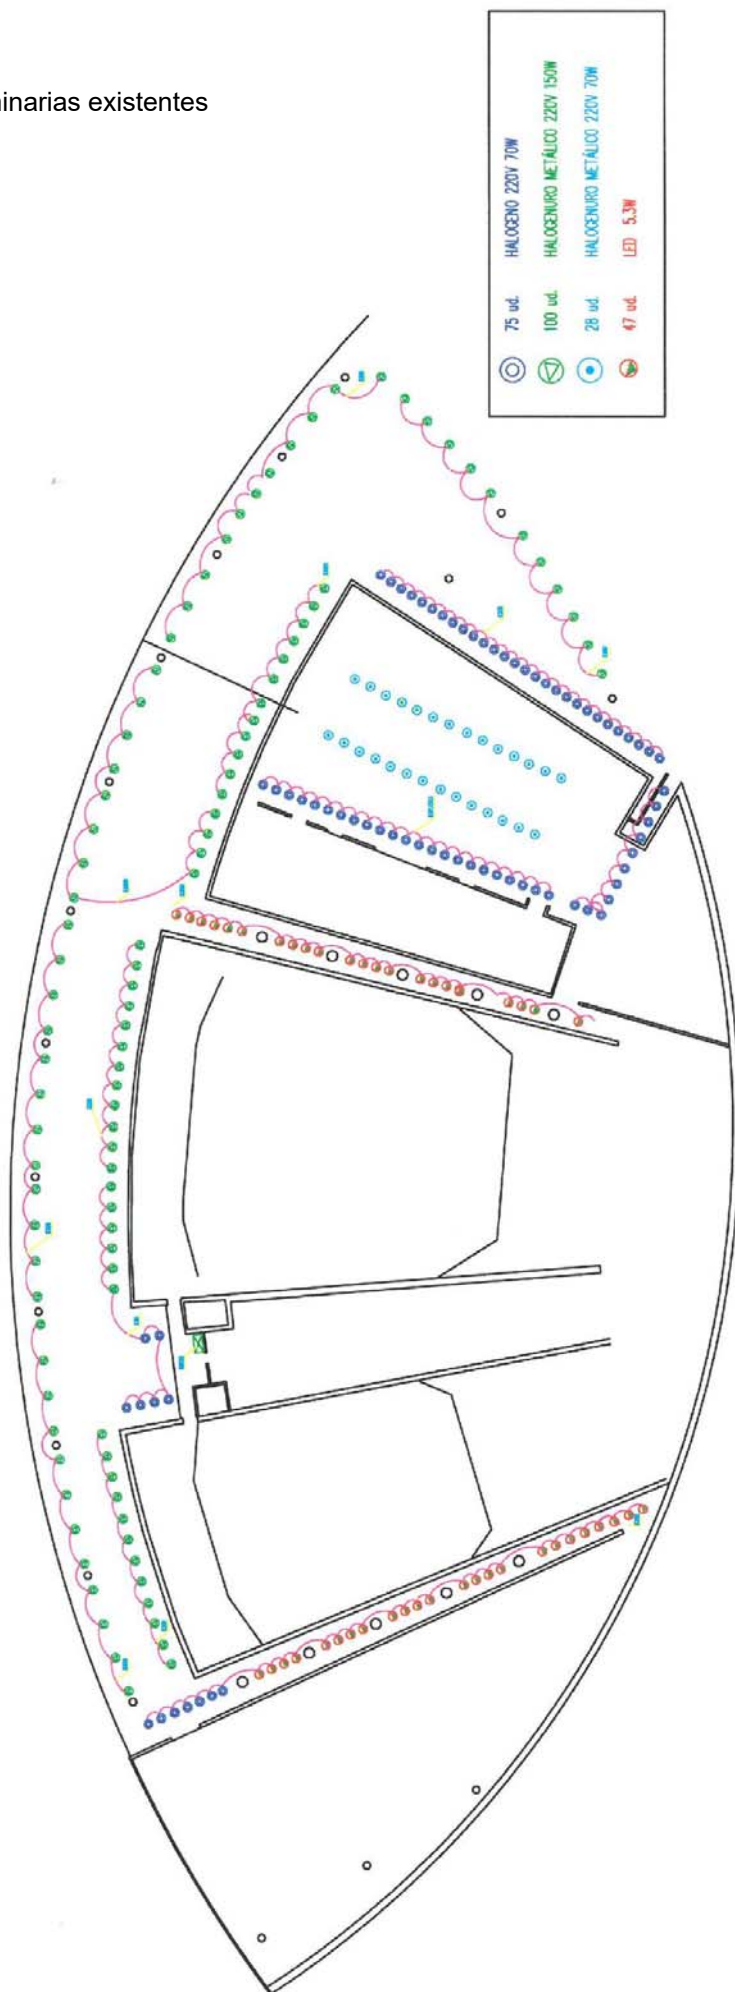 inarias existentes
75 ud. HALOGENO 220V 70W
100 ud. HALOGENURO METÁLICO 220V 150W
28 ud. HALOGENURO METÁLICO 220V 70W
47 ud. LED 5.3W